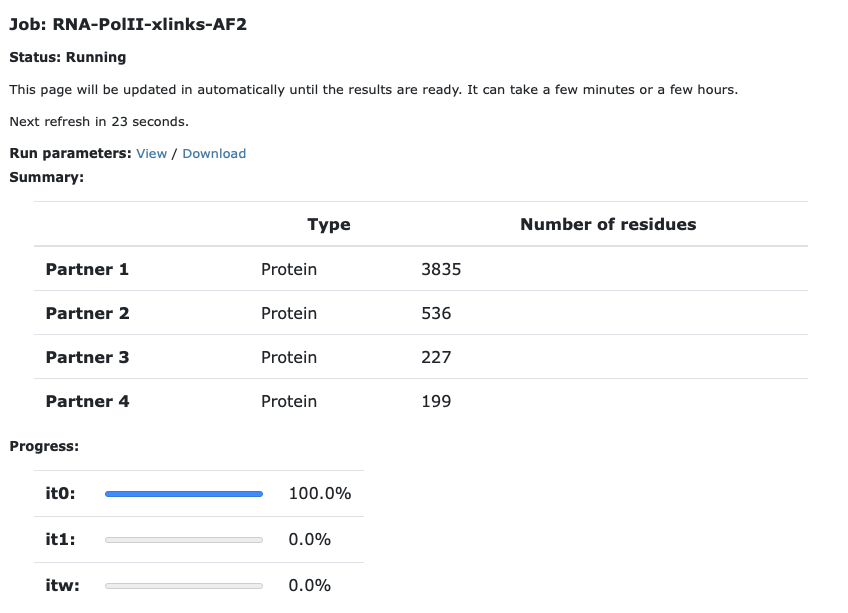 Job: RNA-PolII-xlinks-AF2
Status: Running
This page will be updated in automatically until the results are ready. It can take a few minutes or a few hours.
Next refresh in 23 seconds.
Run parameters: View / Download
Summary:
Type Number of residues
Partner 1 Protein 3835
Partner 2 Protein 536
Partner 3 Protein 227
Partner 4 Protein 199
Progress:
it0: 100.0%
it1: 0.0%
itw: 0.0%